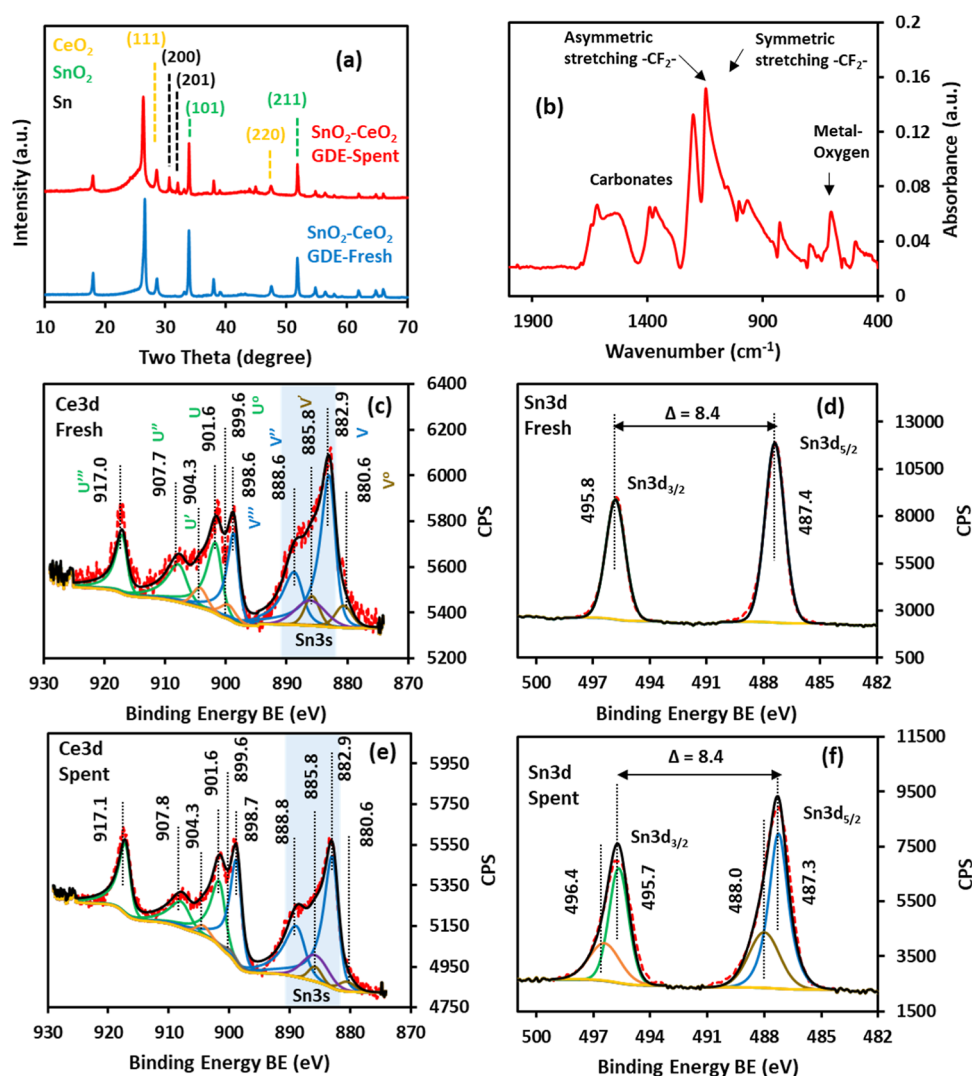 (a)
CeO₂
SnO₂
Sn
(111)
(200)
(201)
(101)
(220)
(211)
SnO₂-CeO₂
GDE-Spent
SnO₂-CeO₂
GDE-Fresh
Intensity (a.u.)
10 20 30 40 50 60 70
Two Theta (degree)
(b)
Asymmetric
stretching -CF₂-
Symmetric
stretching -CF₂-
Metal-
Oxygen
Carbonates
0.2
0.16
0.12
0.08
0.04
0
Absorbance (a.u.)
1900 1400 900 400
Wavenumber (cm⁻¹)
(c)
Ce3d
Fresh
U‴
917.0
U″
907.7
U′
904.3
U
901.6
U⁰
899.6
V‴
898.6
V″
888.6
V′
885.8
V
882.9
V⁰
880.6
Sn3s
6400
6200
6000
5800
5600
5400
5200
CPS
930 920 910 900 890 880 870
Binding Energy BE (eV)
(d)
Sn3d
Fresh
Δ = 8.4
Sn3d₃/₂
Sn3d₅/₂
495.8
487.4
13000
10500
8000
5500
3000
500
CPS
500 497 494 491 488 485 482
Binding Energy BE (eV)
(e)
Ce3d
Spent
917.1
907.8
904.3
901.6
899.6
898.7
888.8
885.8
882.9
880.6
Sn3s
5950
5750
5550
5350
5150
4950
4750
CPS
930 920 910 900 890 880 870
Binding Energy BE (eV)
(f)
Sn3d
Spent
Δ = 8.4
Sn3d₃/₂
Sn3d₅/₂
496.4
495.7
488.0
487.3
11500
9500
7500
5500
3500
1500
CPS
500 497 494 491 488 485 482
Binding Energy BE (eV)